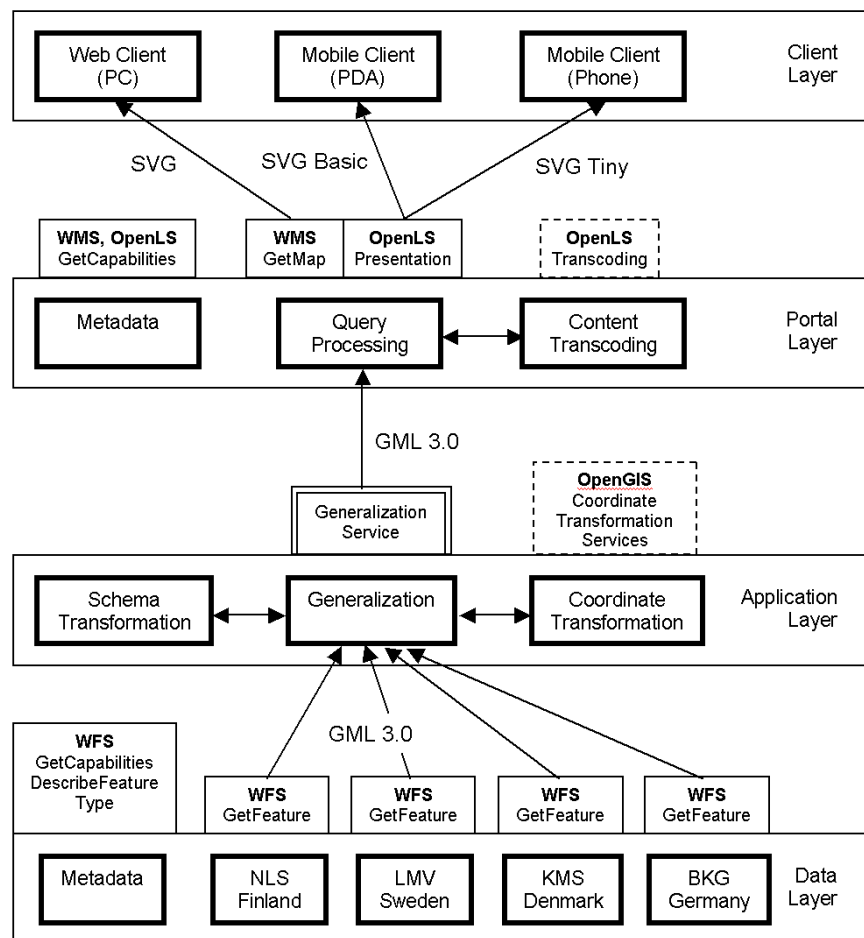 Web Client
(PC)
Mobile Client
(PDA)
Mobile Client
(Phone)
Client
Layer
SVG
SVG Basic
SVG Tiny
WMS, OpenLS
GetCapabilities
WMS
GetMap
OpenLS
Presentation
OpenLS
Transcoding
Metadata
Query
Processing
Content
Transcoding
Portal
Layer
GML 3.0
Generalization
Service
OpenGIS
Coordinate
Transformation
Services
Schema
Transformation
Generalization
Coordinate
Transformation
Application
Layer
GML 3.0
WFS
GetCapabilities
DescribeFeature
Type
WFS
GetFeature
WFS
GetFeature
WFS
GetFeature
WFS
GetFeature
Metadata
NLS
Finland
LMV
Sweden
KMS
Denmark
BKG
Germany
Data
Layer